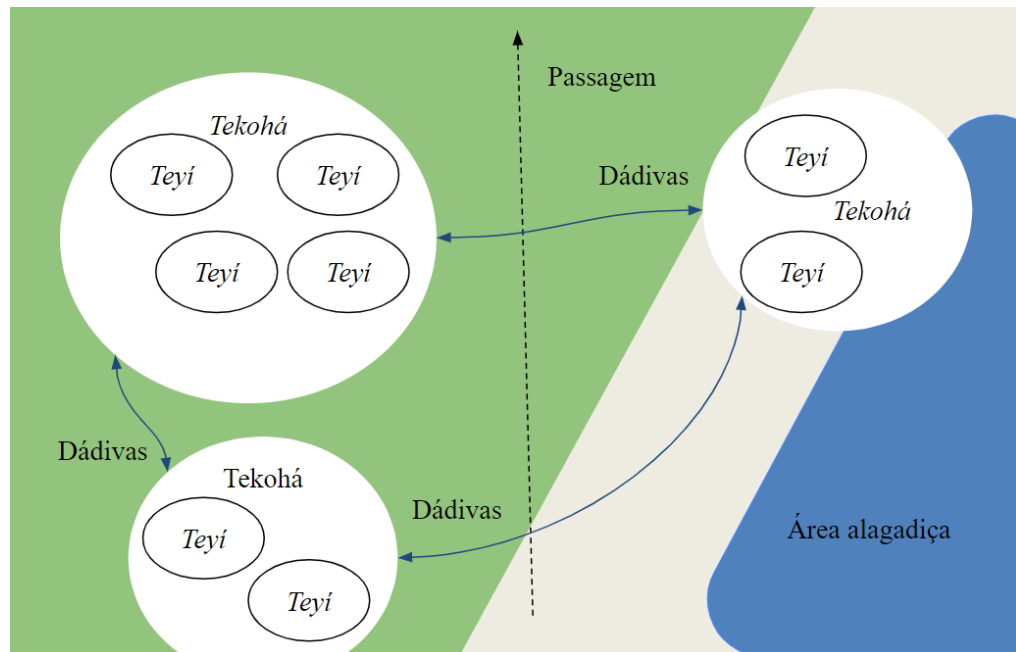 Passagem
Tekohá
Teyí
Teyí
Teyí
Teyí
Dádivas
Teyí
Tekohá
Teyí
Dádivas
Tekohá
Teyí
Teyí
Dádivas
Área alagadiça